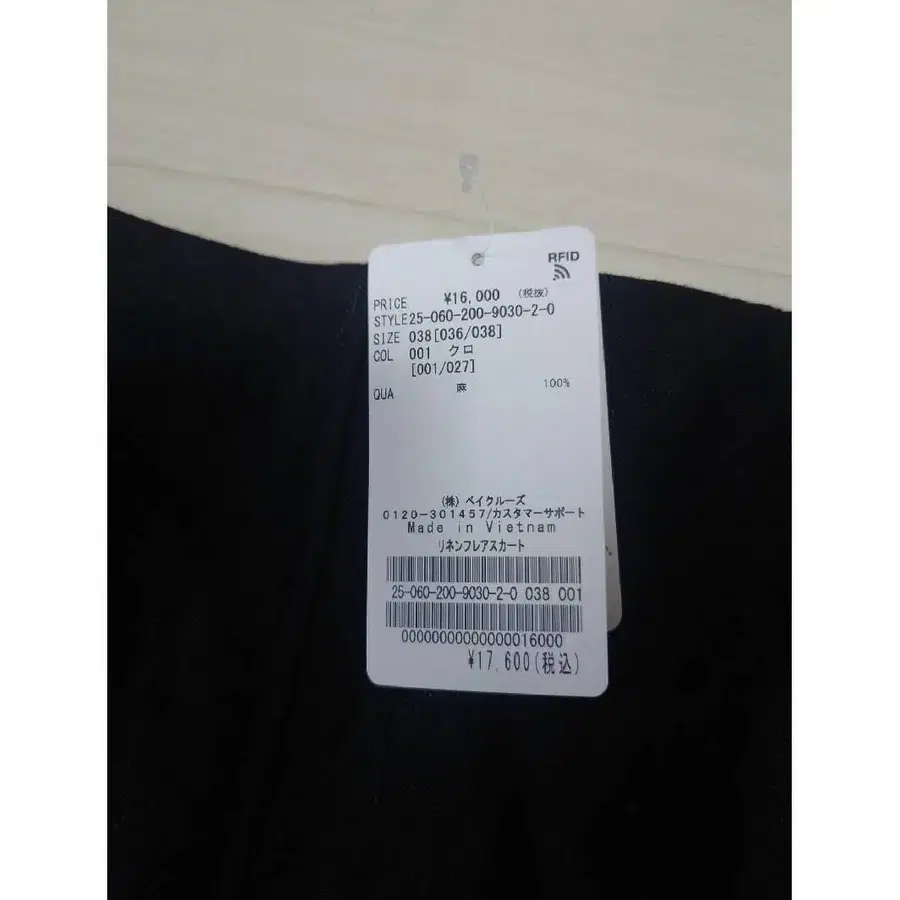 RFID
PRICE ¥16,000 (税抜)
STYLE 25-060-200-9030-2-0
SIZE 038[036/038]
COL 001 クロ
[001/027]
QUA 麻 100%
(株) ベイクルーズ
0120-301457/カスタマーサポート
Made in Vietnam
リネンフレアスカート
25-060-200-9030-2-0 038 001
00000000000000016000
¥17,600(税込)